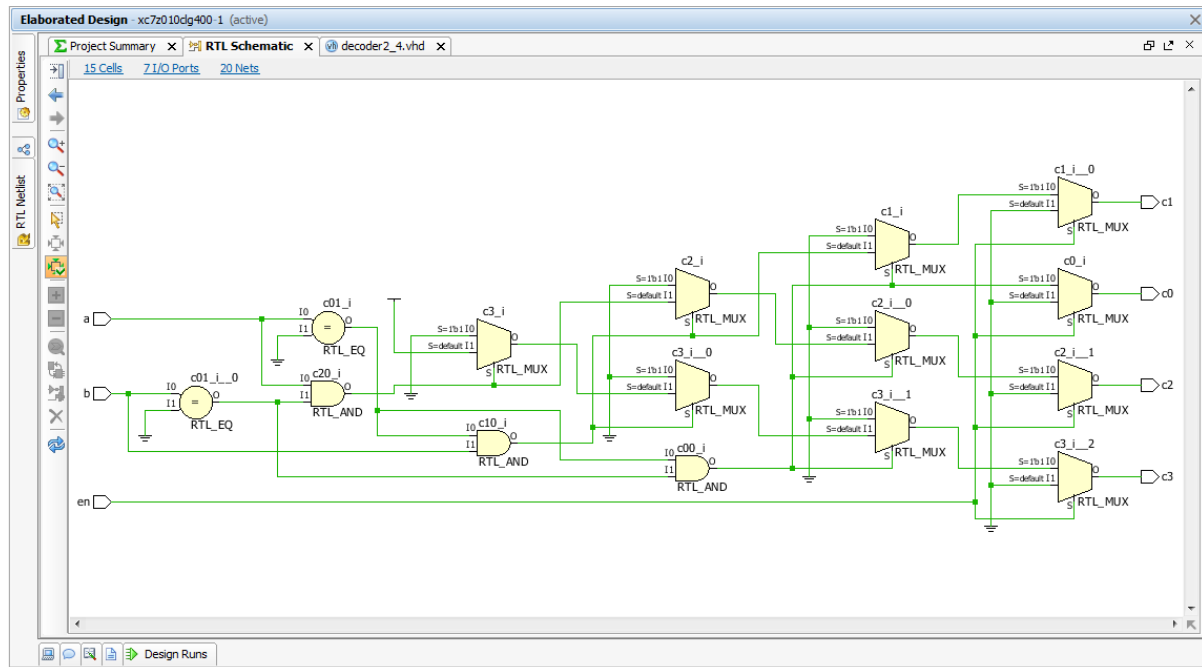 Elaborated Design - xc7z010clg400-1 (active)
Properties
RTL Netlist
Project Summary
RTL Schematic
decoder2_4.vhd
15 Cells
7 I/O Ports
20 Nets
c1_i__0
S=1'b1 I0
S=default I1
O
S
RTL_MUX
c1
c1_i
S=1'b1 I0
S=default I1
O
S
RTL_MUX
c2_i
S=1'b1 I0
S=default I1
O
S
RTL_MUX
c0_i
S=1'b1 I0
S=default I1
O
S
RTL_MUX
c0
a
c01_i
I0
I1
=
O
RTL_EQ
c3_i
S=1'b1 I0
S=default I1
O
S
RTL_MUX
c2_i__0
S=1'b1 I0
S=default I1
O
S
RTL_MUX
c2_i__1
S=1'b1 I0
S=default I1
O
S
RTL_MUX
c2
b
c01_i__0
I0
I1
=
O
RTL_EQ
c20_i
I0
I1
O
RTL_AND
c3_i__0
S=1'b1 I0
S=default I1
O
S
RTL_MUX
c3_i__1
S=1'b1 I0
S=default I1
O
S
RTL_MUX
c10_i
I0
I1
O
RTL_AND
c00_i
I0
I1
O
RTL_AND
c3_i__2
S=1'b1 I0
S=default I1
O
S
RTL_MUX
c3
en
Design Runs